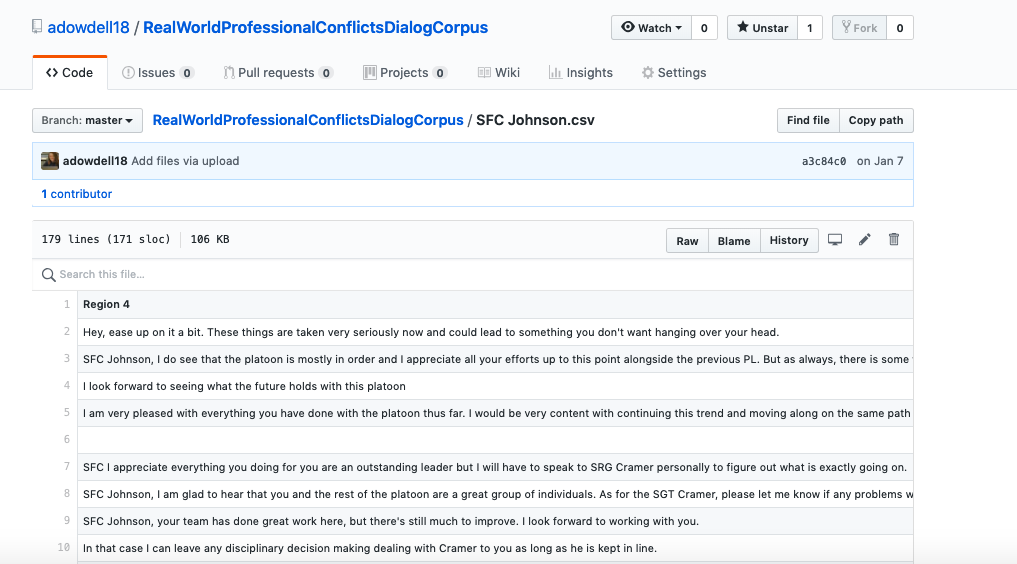 adowdell18 / RealWorldProfessionalConflictsDialogCorpus
Watch 0 Unstar 1 Fork 0
Code Issues 0 Pull requests 0 Projects 0 Wiki Insights Settings
Branch: master RealWorldProfessionalConflictsDialogCorpus / SFC Johnson.csv Find file Copy path
adowdell18 Add files via upload a3c84c0 on Jan 7
1 contributor
179 lines (171 sloc) 106 KB Raw Blame History
Search this file...
1 Region 4
2 Hey, ease up on it a bit. These things are taken very seriously now and could lead to something you don't want hanging over your head.
3 SFC Johnson, I do see that the platoon is mostly in order and I appreciate all your efforts up to this point alongside the previous PL. But as always, there is some
4 I look forward to seeing what the future holds with this platoon
5 I am very pleased with everything you have done with the platoon thus far. I would be very content with continuing this trend and moving along on the same path
6
7 SFC I appreciate everything you doing for you are an outstanding leader but I will have to speak to SRG Cramer personally to figure out what is exactly going on.
8 SFC Johnson, I am glad to hear that you and the rest of the platoon are a great group of individuals. As for the SGT Cramer, please let me know if any problems w
9 SFC Johnson, your team has done great work here, but there's still much to improve. I look forward to working with you.
10 In that case I can leave any disciplinary decision making dealing with Cramer to you as long as he is kept in line.